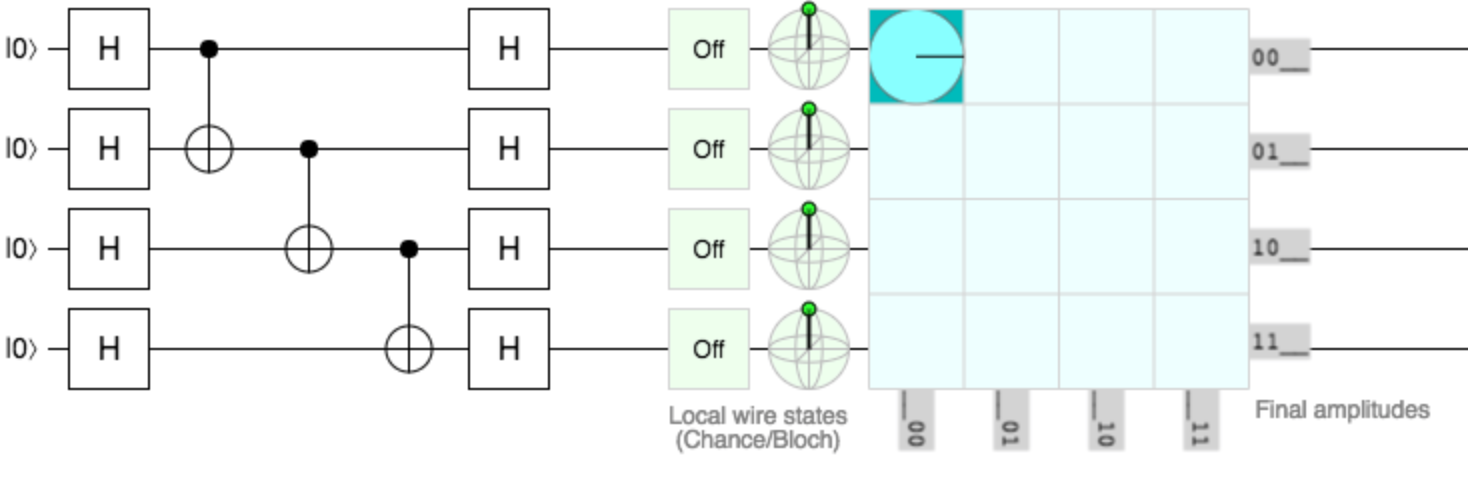 |0⟩ H H Off 00__
|0⟩ H H Off 01__
|0⟩ H H Off 10__
|0⟩ H H Off 11__
__00 __01 __10 __11
Local wire states
(Chance/Bloch)
Final amplitudes